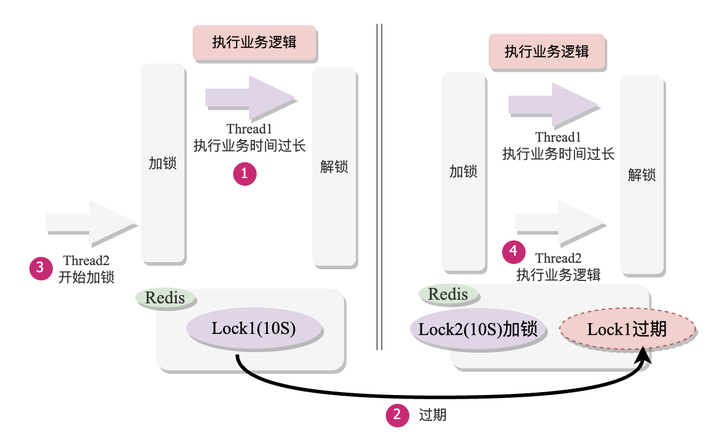 执行业务逻辑
Thread1
执行业务时间过长
1
加锁
解锁
3
Thread2
开始加锁
Redis
Lock1(10S)
执行业务逻辑
Thread1
执行业务时间过长
加锁
解锁
4
Thread2
执行业务逻辑
Redis
Lock2(10S)加锁
Lock1过期
2
过期